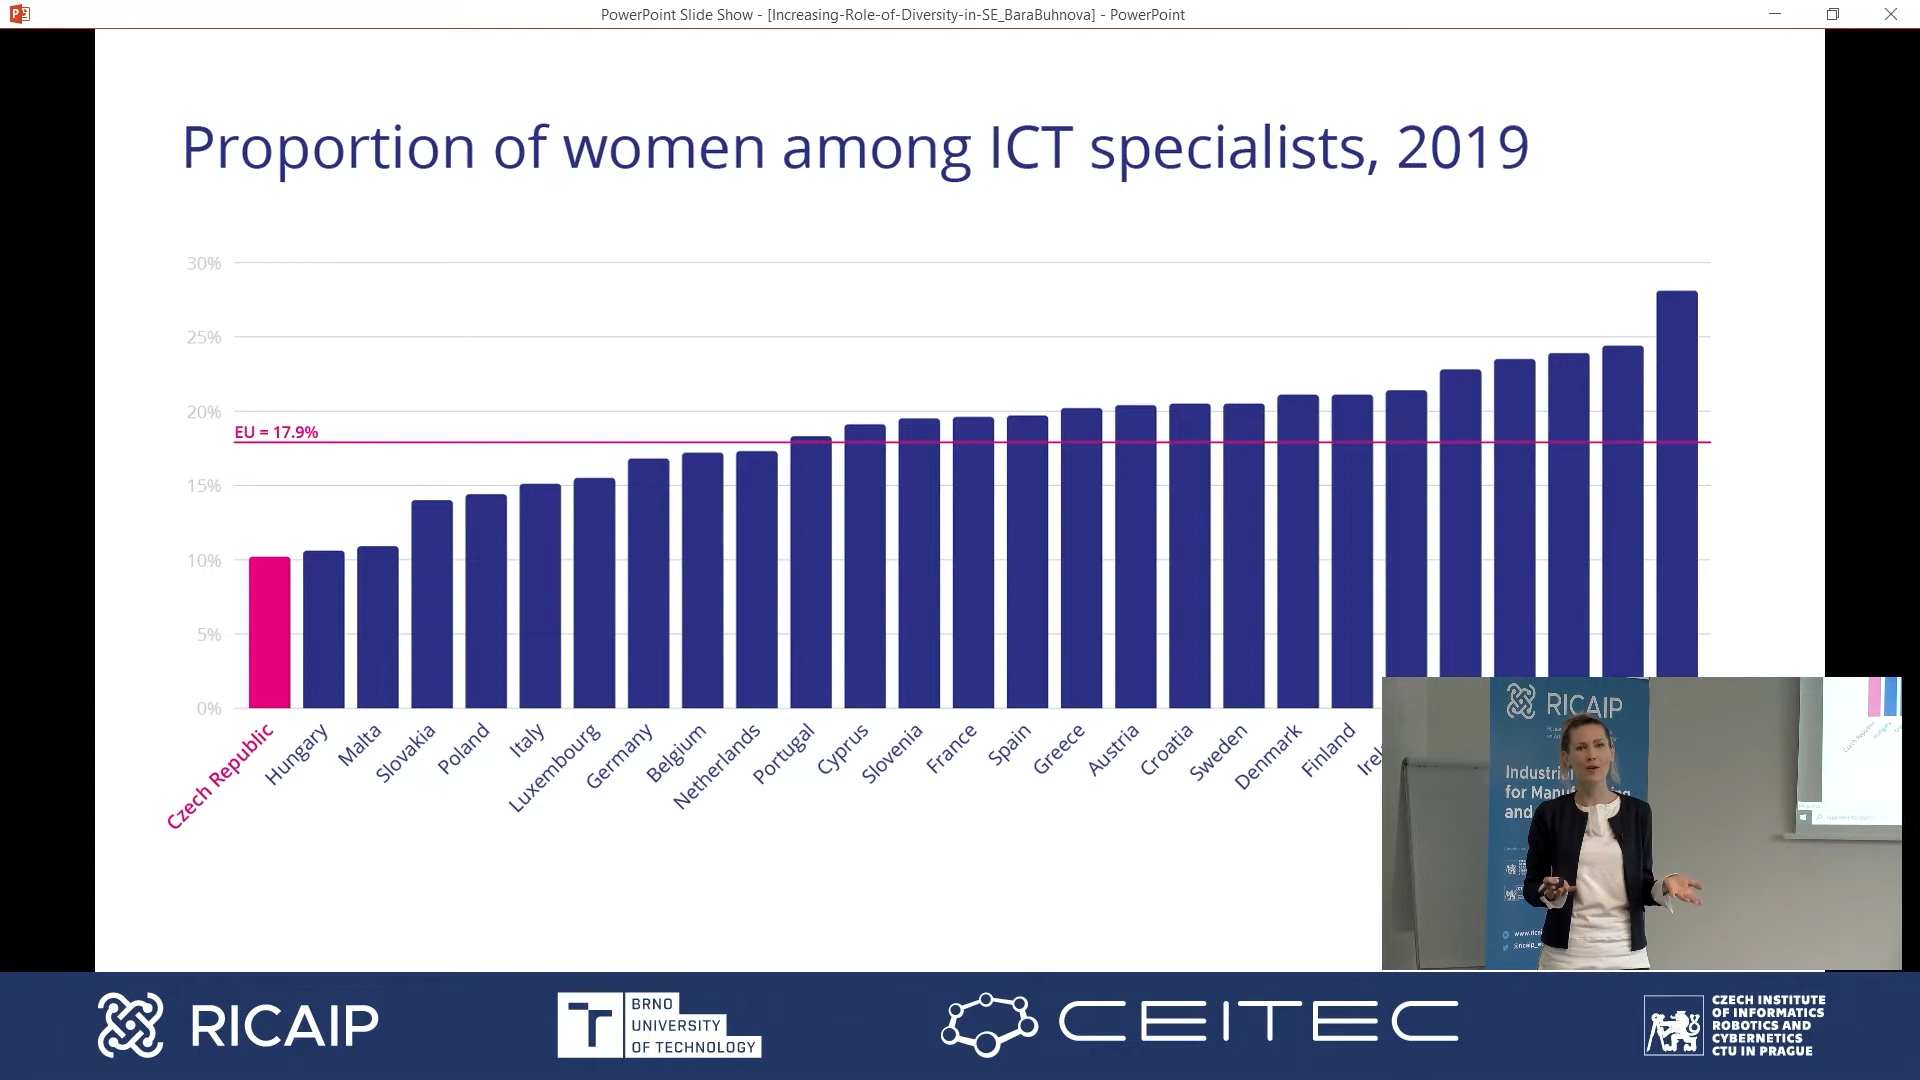 PowerPoint Slide Show - [Increasing-Role-of-Diversity-in-SE_BaraBuhnova] - PowerPoint
Proportion of women among ICT specialists, 2019
30%
25%
20%
EU = 17.9%
15%
10%
5%
0%
Czech Republic
Hungary
Malta
Slovakia
Poland
Italy
Luxembourg
Germany
Belgium
Netherlands
Portugal
Cyprus
Slovenia
France
Spain
Greece
Austria
Croatia
Sweden
Denmark
Finland
RICAIP
for
and
RICAIP
BRNO
UNIVERSITY
OF TECHNOLOGY
CEITEC
CZECH INSTITUTE
OF INFORMATICS
ROBOTICS AND
CYBERNETICS
CTU IN PRAGUE